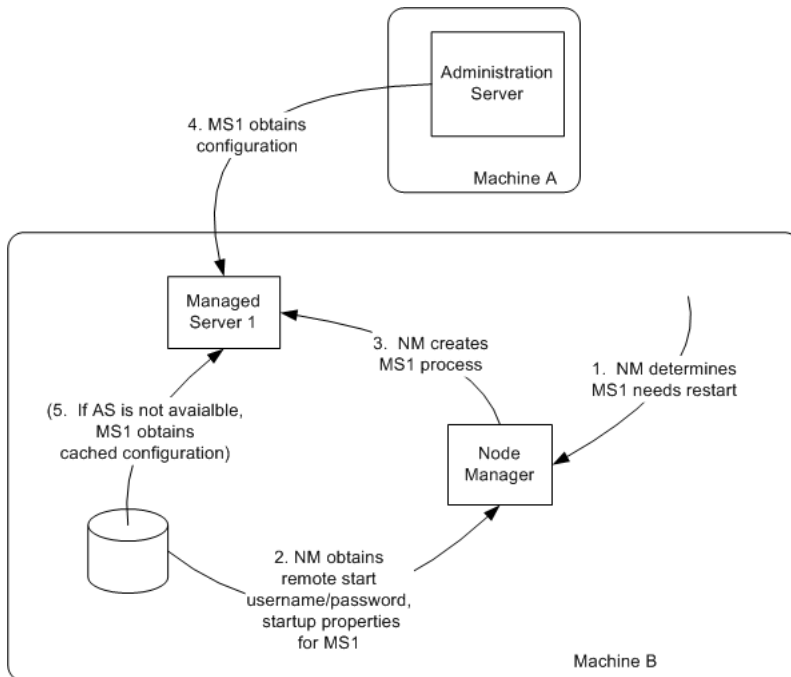 Administration
Server
Machine A
4. MS1 obtains
configuration
Managed
Server 1
3. NM creates
MS1 process
1. NM determines
MS1 needs restart
(5. If AS is not avaialble,
MS1 obtains
cached configuration)
Node
Manager
2. NM obtains
remote start
username/password,
startup properties
for MS1
Machine B